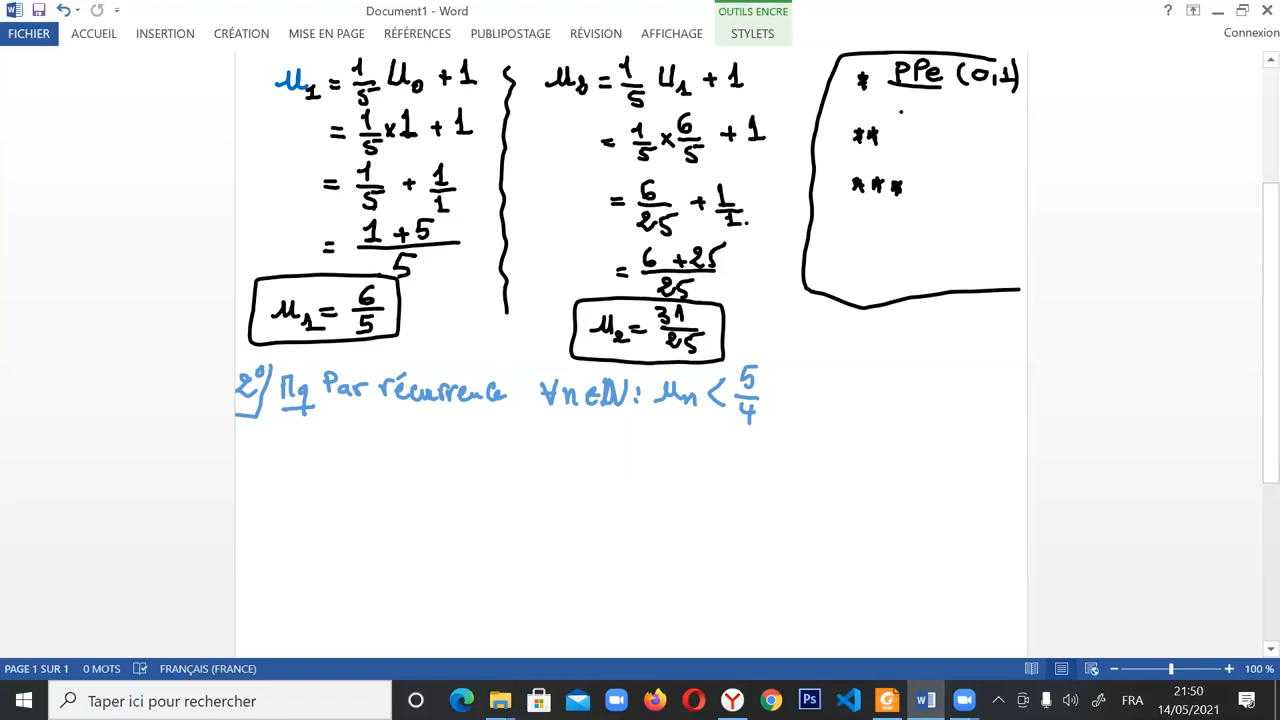 Document1 - Word
OUTILS ENCRE
FICHIER ACCUEIL INSERTION CRÉATION MISE EN PAGE RÉFÉRENCES PUBLIPOSTAGE RÉVISION AFFICHAGE STYLETS
Connexion
u₁ = 1/5 U₀ + 1
= 1/5 × 1 + 1
= 1/5 + 1/1
= (1 + 5)/5
u₁ = 6/5
u₂ = 1/5 U₁ + 1
= 1/5 × 6/5 + 1
= 6/25 + 1/1
= (6 + 25)/25
u₂ = 31/25
* PPe (0,1)
**
***
2°/ Mq Par récurrence ∀n∈ℕ : uₙ < 5/4
PAGE 1 SUR 1 0 MOTS FRANÇAIS (FRANCE) 100 %
Taper ici pour rechercher
Ps
FRA
21:50
14/05/2021